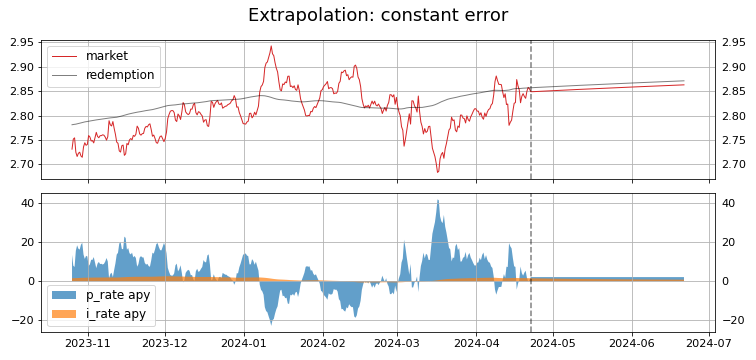 Extrapolation: constant error
2.95 2.95
market
2.90 2.90
redemption
2.85 2.85
2.80 2.80
2.75 2.75
2.70 2.70
40 40
20 20
0 0
p_rate apy
i_rate apy
−20 −20
2023-11 2023-12 2024-01 2024-02 2024-03 2024-04 2024-05 2024-06 2024-07